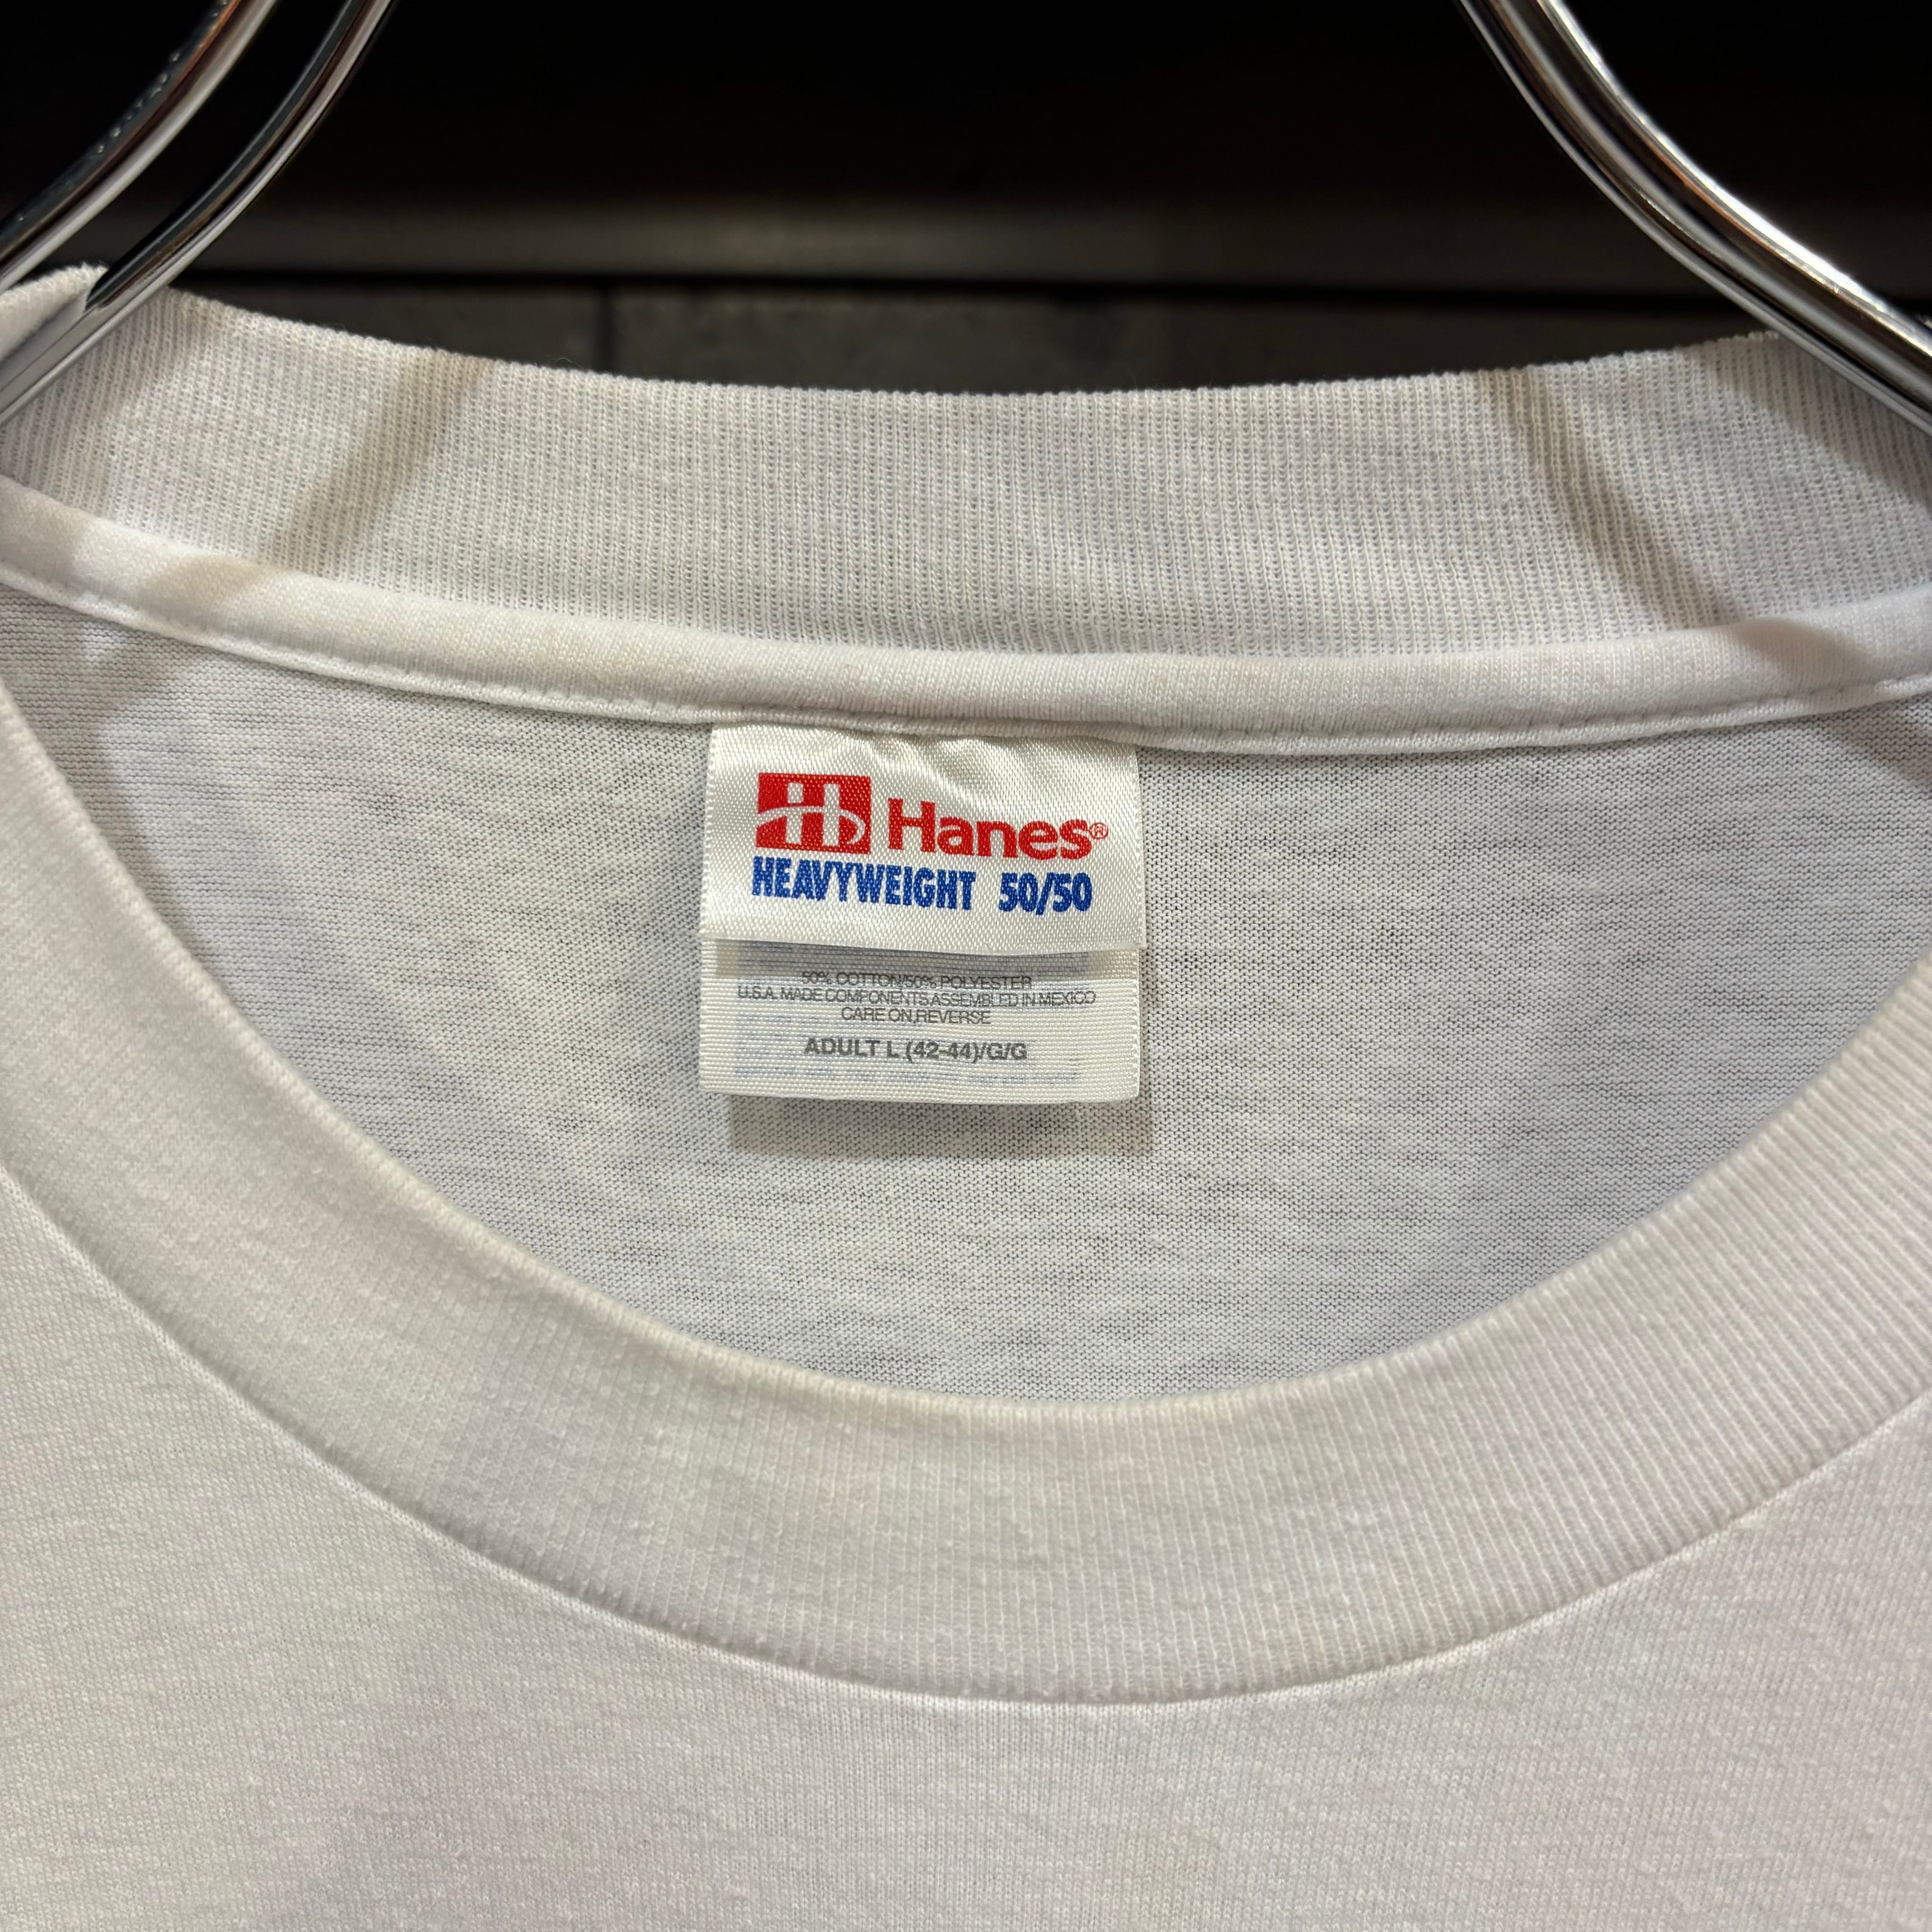 Hanes®
HEAVYWEIGHT 50/50
50% COTTON/50% POLYESTER
U.S.A. MADE COMPONENTS ASSEMBLED IN MEXICO
CARE ON REVERSE
ADULT L (42-44)/G/G